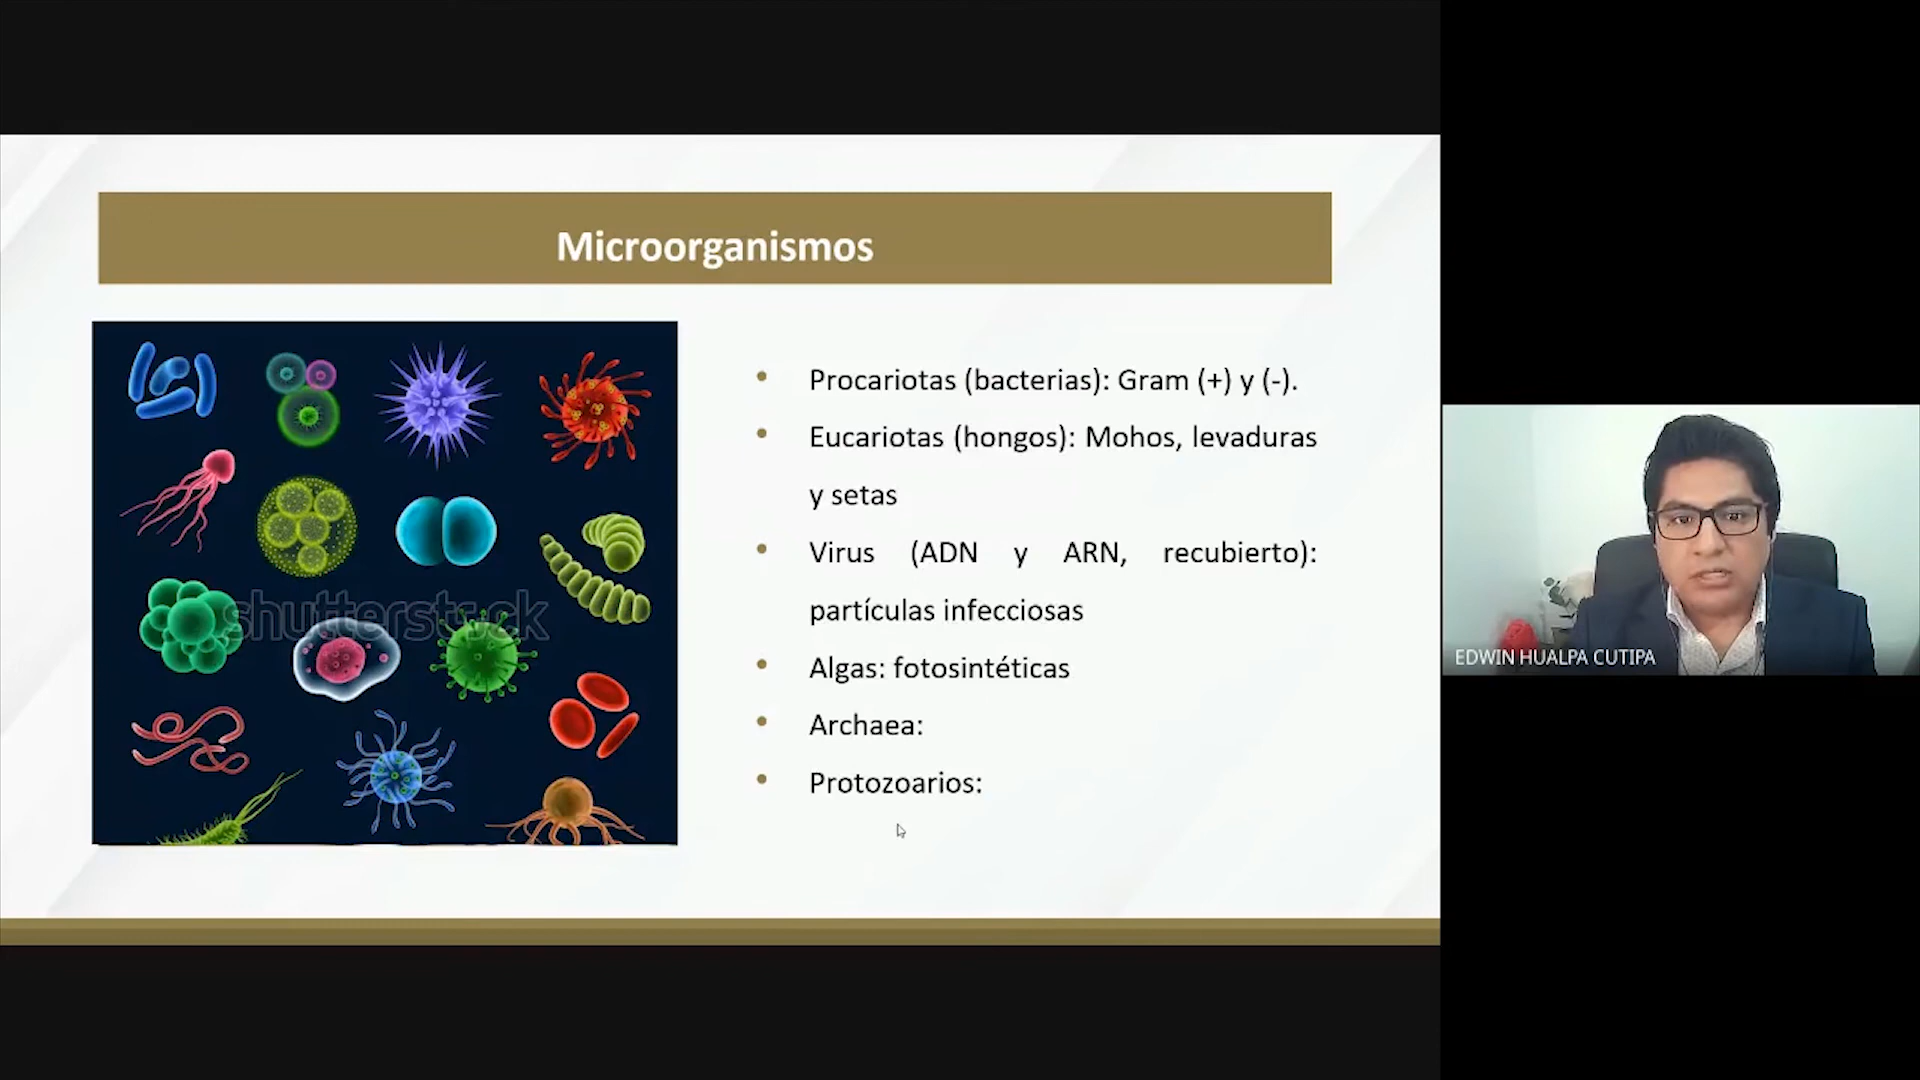 Microorganismos
shutterstock
Procariotas (bacterias): Gram (+) y (-).
Eucariotas (hongos): Mohos, levaduras
y setas
Virus (ADN y ARN, recubierto):
partículas infecciosas
Algas: fotosintéticas
Archaea:
Protozoarios:
EDWIN HUALPA CUTIPA